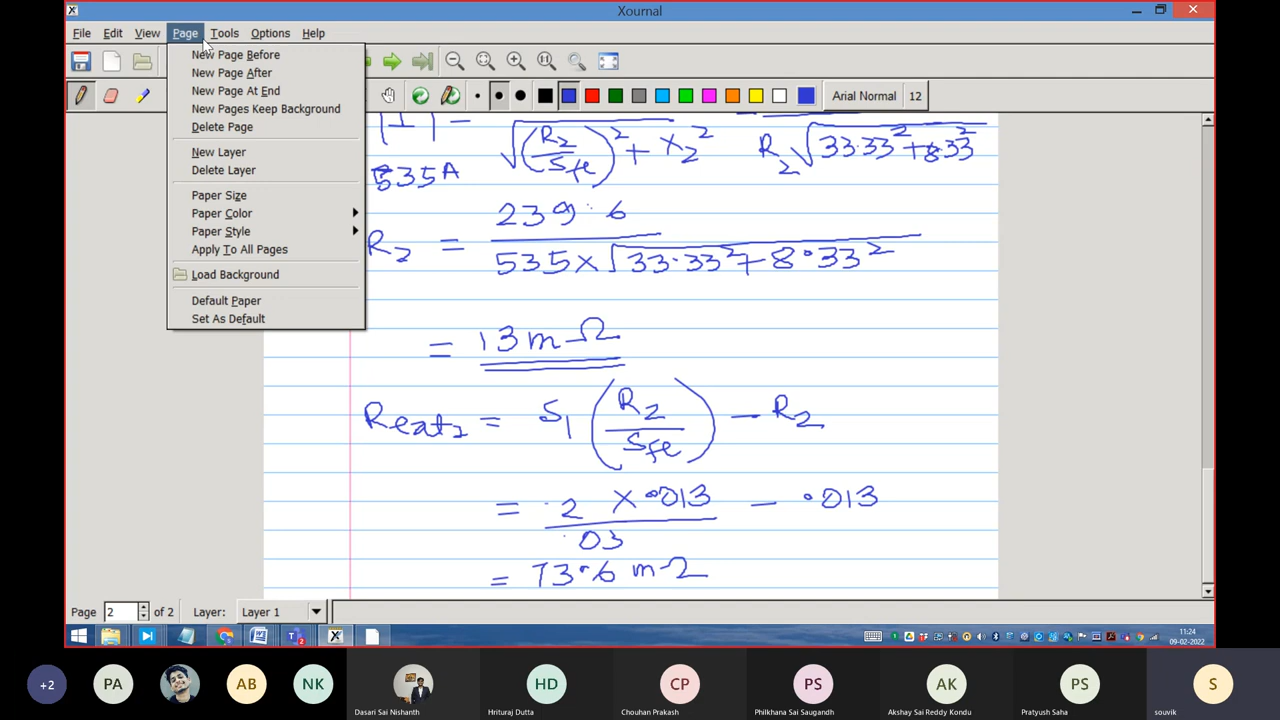 Xournal
File Edit View Page Tools Options Help
New Page Before
New Page After
New Page At End
New Pages Keep Background
Delete Page
New Layer
Delete Layer
Paper Size
Paper Color
Paper Style
Apply To All Pages
Load Background
Default Paper
Set As Default
Arial Normal 12
|I| = √(R2/Sfe)² + X2² R2 √33.33² + 8.33²
535A
R2 = 239.6
535 × √33.33² + 8.33²
= 13 m Ω
Rext2 = S1 (R2/Sfe) - R2
= .2 × .013 - .013
.03
= 73.6 m Ω
Page 2 of 2 Layer: Layer 1
11:24
09-02-2022
+2 PA AB NK HD CP PS AK PS S
Dasari Sai Nishanth Hrituraj Dutta Chouhan Prakash Philkhana Sai Saugandh Akshay Sai Reddy Kondu Pratyush Saha souvik